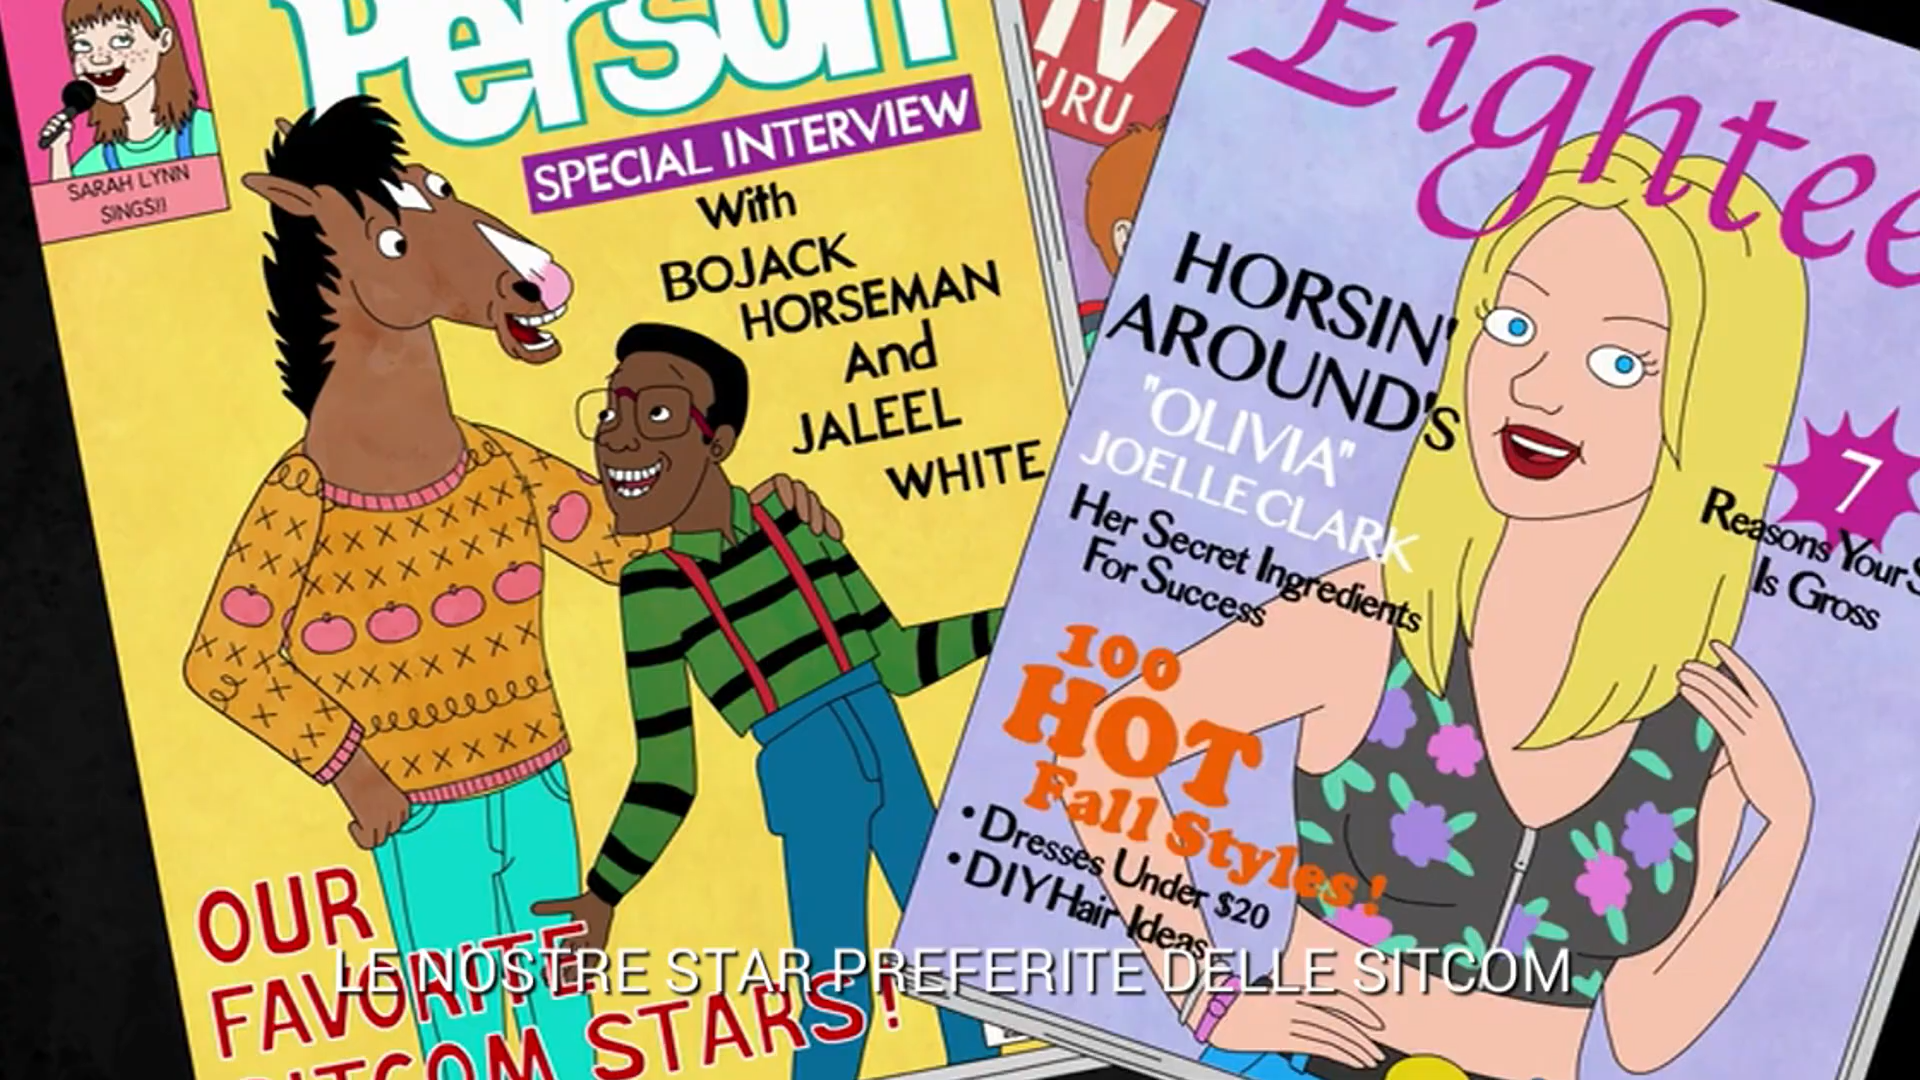 Person
SPECIAL INTERVIEW
With
BOJACK
HORSEMAN
And
JALEEL
WHITE
SARAH LYNN
SINGS!!
OUR
FAVORITE
SITCOM STARS!
TV
URU
Eightee
HORSIN'
AROUND'S
"OLIVIA"
JOELLE CLARK
Her Secret Ingredients
For Success
100
HOT
Fall Styles!
• Dresses Under $20
• DIY Hair Ideas
7
Reasons Your S
Is Gross
LE NOSTRE STAR PREFERITE DELLE SITCOM